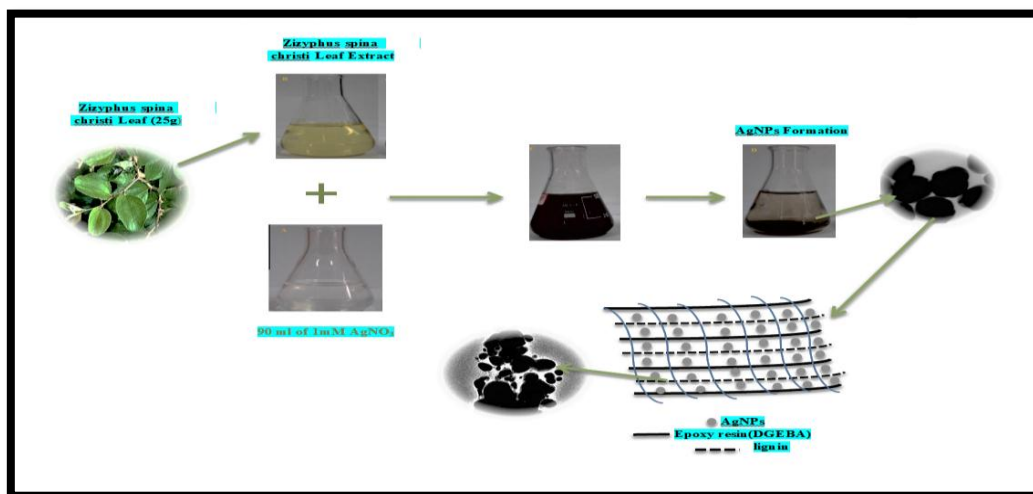 Zizyphus spina
christi Leaf Extract
Zizyphus spina
christi Leaf (25g)
AgNPs Formation
90 ml of 1mM AgNO₃
AgNPs
Epoxy resin(DGEBA)
lignin